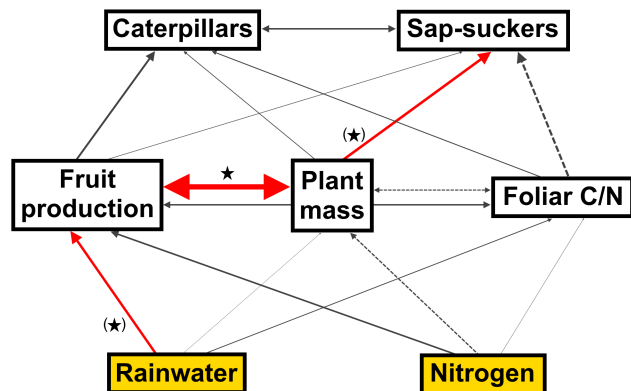 Caterpillars
Sap-suckers
(★)
★
Fruit
production
Plant
mass
Foliar C/N
(★)
Rainwater
Nitrogen